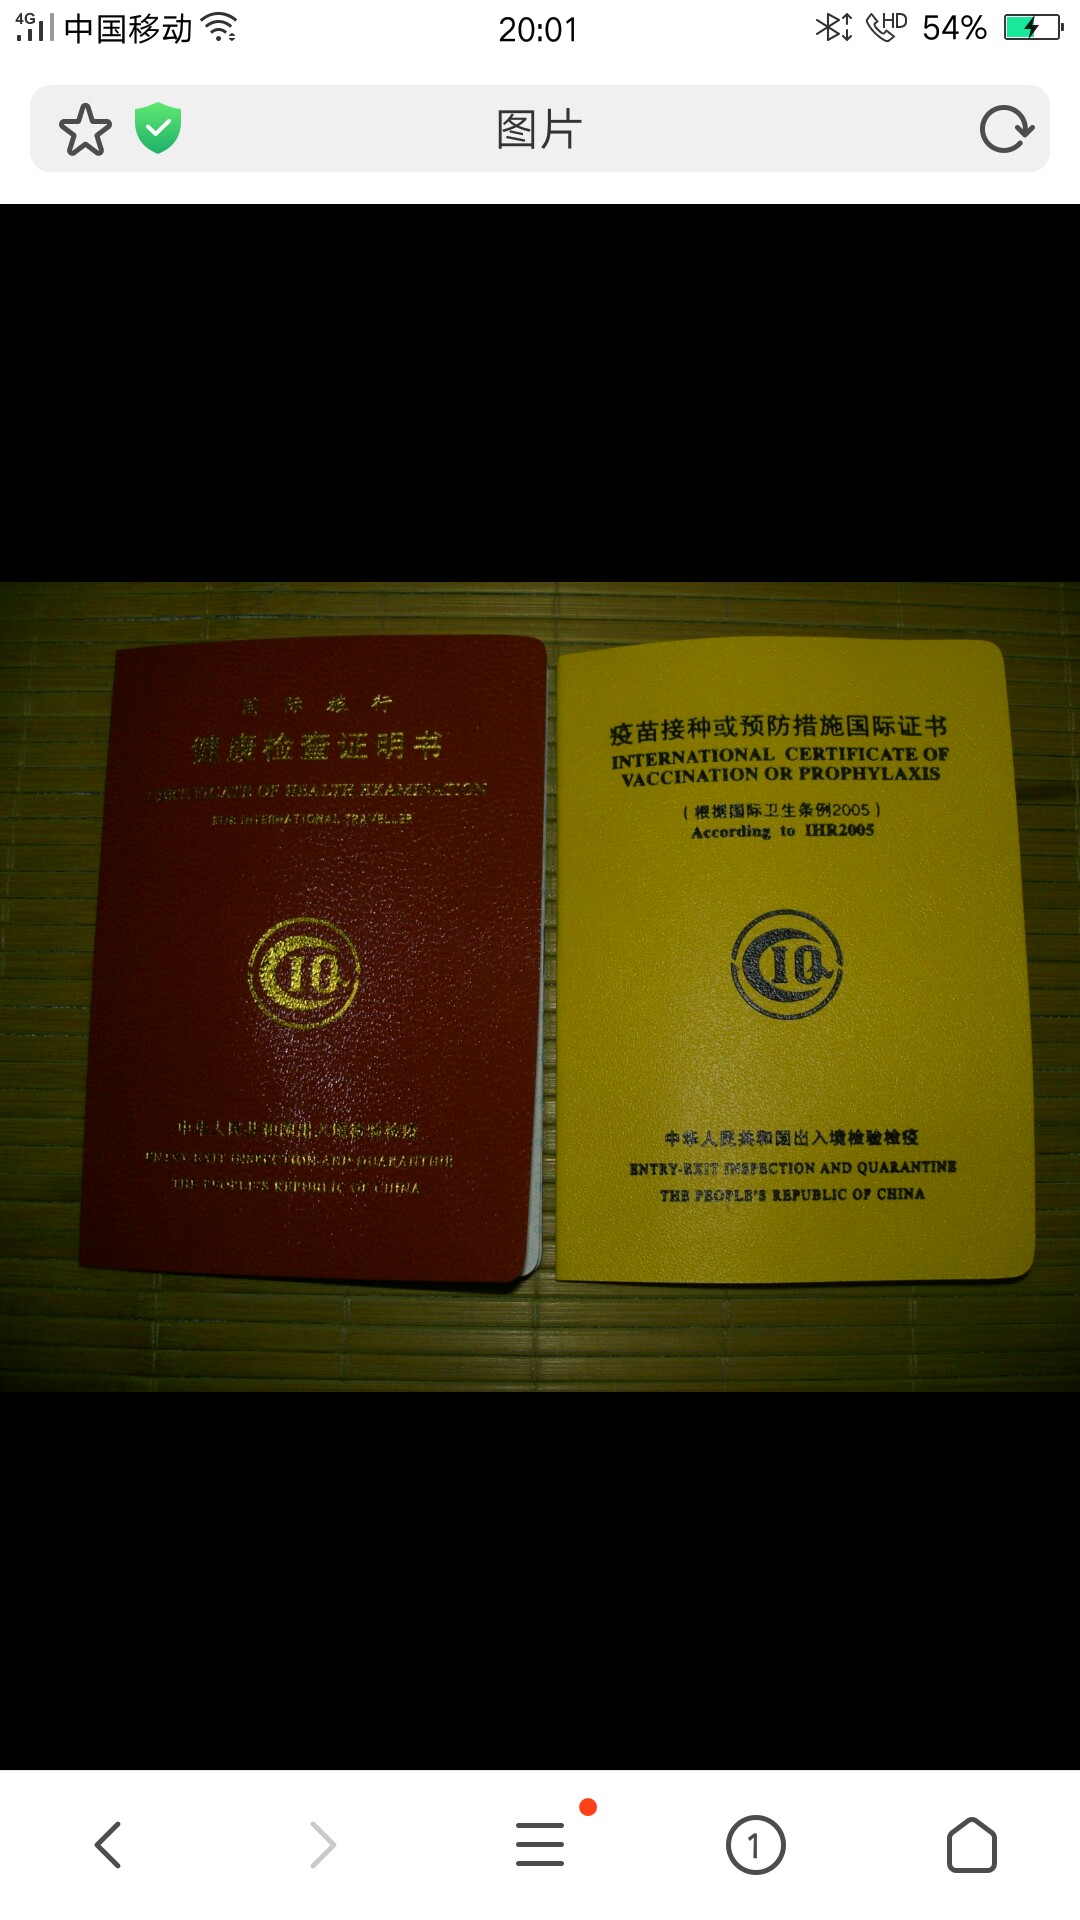 4G 中国移动 20:01 HD 54%
图片
国际旅行
健康检查证明书
CERTIFICATE OF HEALTH EXAMINATION
FOR INTERNATIONAL TRAVELLER
CIQ
中华人民共和国出入境检验检疫
ENTRY-EXIT INSPECTION AND QUARANTINE
THE PEOPLE'S REPUBLIC OF CHINA
疫苗接种或预防措施国际证书
INTERNATIONAL CERTIFICATE OF
VACCINATION OR PROPHYLAXIS
(根据国际卫生条例2005)
According to IHR2005
CIQ
中华人民共和国出入境检验检疫
ENTRY-EXIT INSPECTION AND QUARANTINE
THE PEOPLE'S REPUBLIC OF CHINA
1